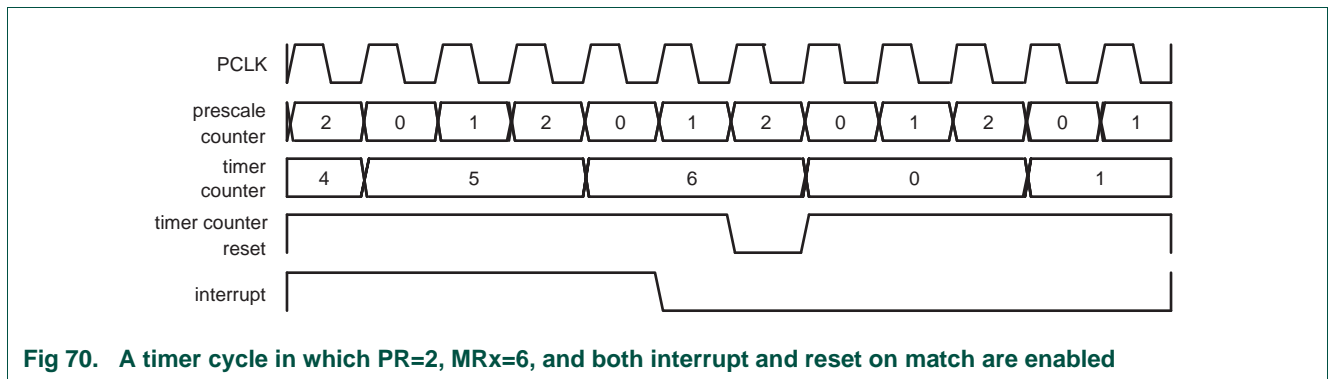 PCLK
prescale
counter
2 0 1 2 0 1 2 0 1 2 0 1
timer
counter
4 5 6 0 1
timer counter
reset
interrupt
Fig 70. A timer cycle in which PR=2, MRx=6, and both interrupt and reset on match are enabled